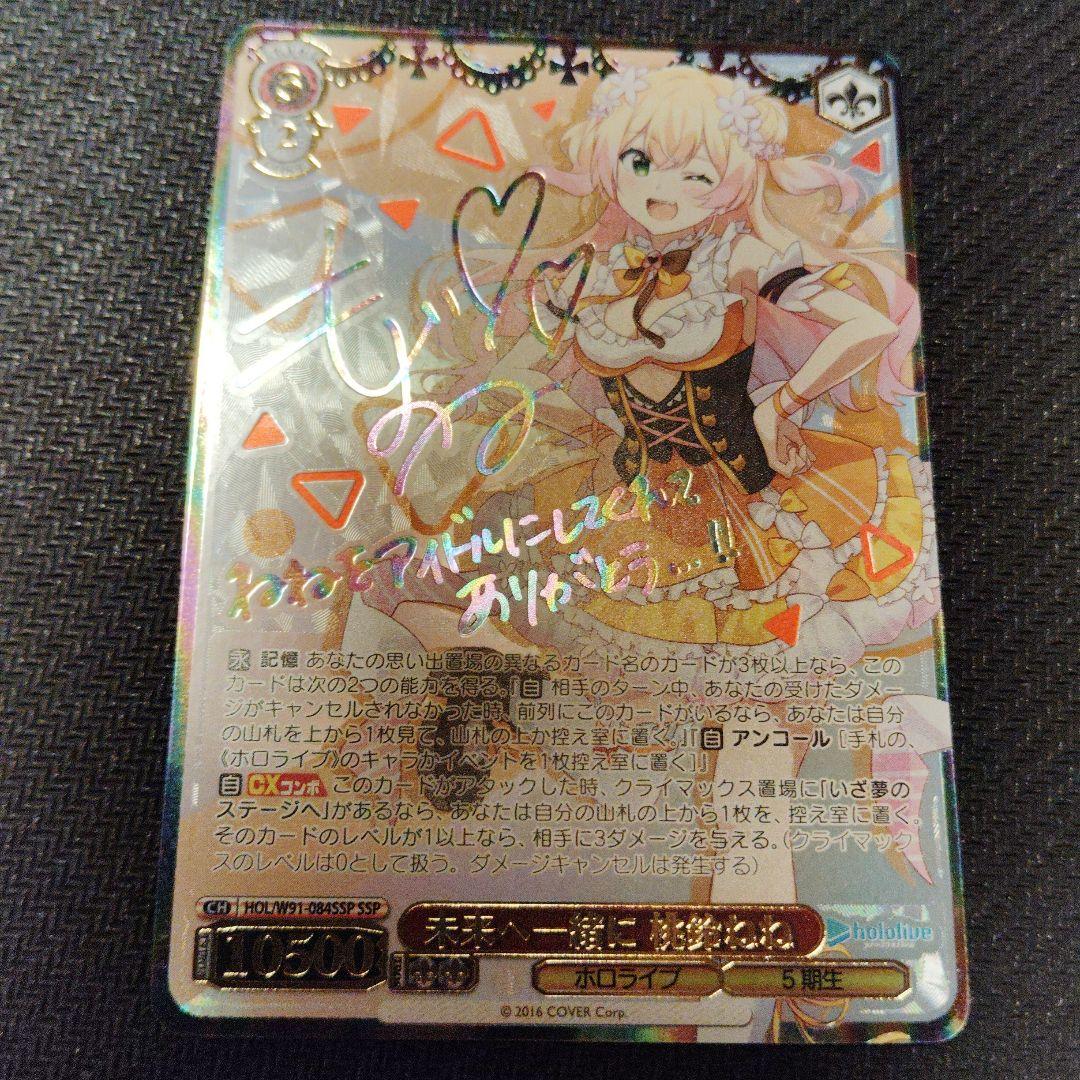 ねねをアイドルにしてくれて
ありがとう…!!
永 記憶 あなたの思い出置場の異なるカード名のカードが3枚以上なら、この
カードは次の2つの能力を得る。『自 相手のターン中、あなたの受けたダメ
ージがキャンセルされなかった時、前列にこのカードがいるなら、あなたは自分
の山札を上から1枚見て、山札の上か控え室に置く。』『自 アンコール [手札の、
《ホロライブ》のキャラかイベントを1枚控え室に置く]』
自 CXコンボ このカードがアタックした時、クライマックス置場に「いざ夢の
ステージへ」があるなら、あなたは自分の山札の上から1枚を、控え室に置く。
そのカードのレベルが1以上なら、相手に3ダメージを与える。(クライマック
スのレベルは0として扱う。ダメージキャンセルは発生する)
CH HOL/W91-084SSP SSP
未来へ一緒に 桃鈴ねね
hololive
10500
ホロライブ 5期生
© 2016 COVER Corp.